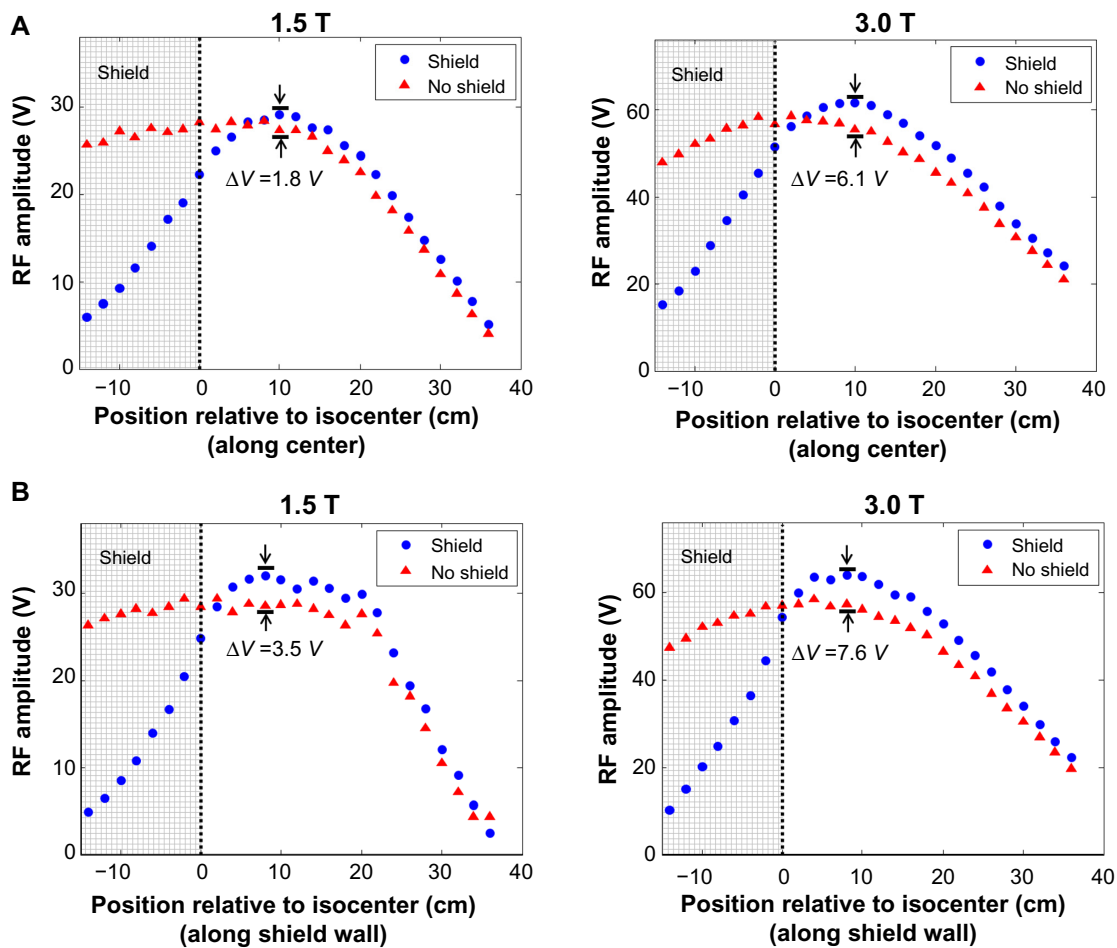 A
1.5 T
3.0 T
Shield
Shield
No shield
Shield
Shield
No shield
RF amplitude (V)
30
20
10
0
ΔV =1.8 V
RF amplitude (V)
60
40
20
0
ΔV =6.1 V
−10 0 10 20 30 40
−10 0 10 20 30 40
Position relative to isocenter (cm)
(along center)
Position relative to isocenter (cm)
(along center)
B
1.5 T
3.0 T
Shield
Shield
No shield
Shield
Shield
No shield
RF amplitude (V)
30
20
10
0
ΔV =3.5 V
RF amplitude (V)
60
40
20
0
ΔV =7.6 V
−10 0 10 20 30 40
−10 0 10 20 30 40
Position relative to isocenter (cm)
(along shield wall)
Position relative to isocenter (cm)
(along shield wall)